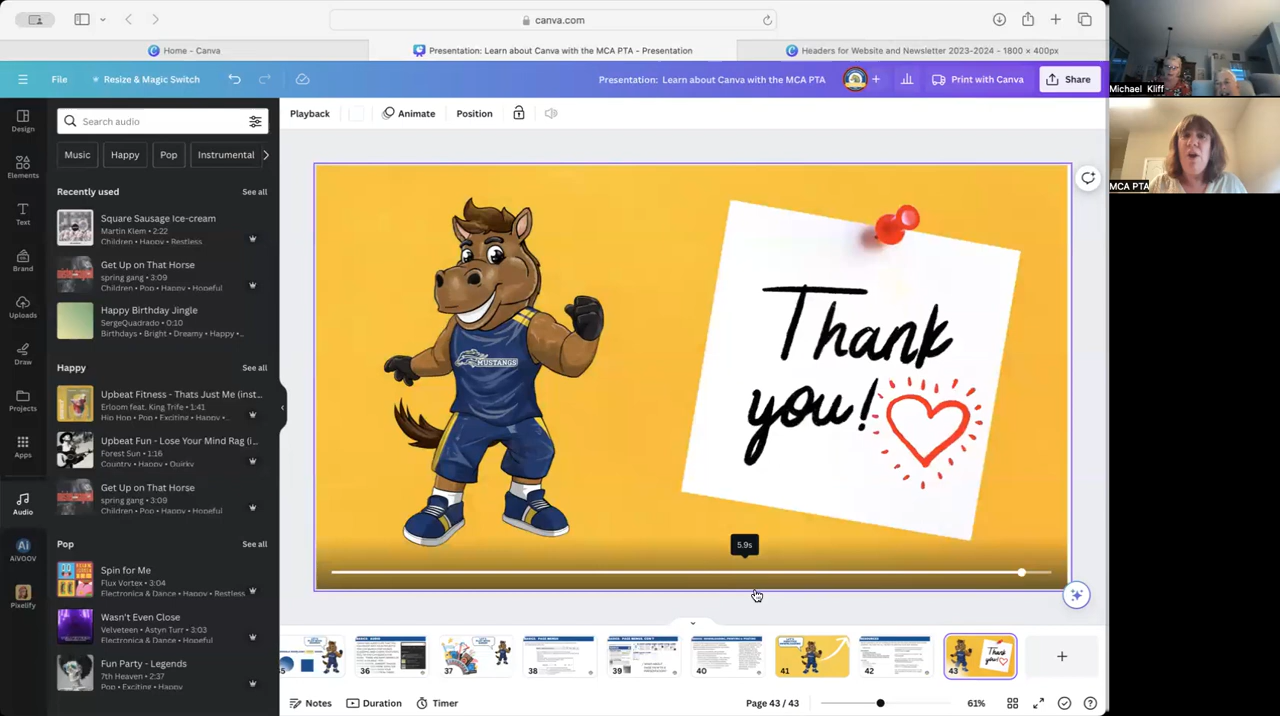 canva.com
Home - Canva
Presentation: Learn about Canva with the MCA PTA - Presentation
Headers for Website and Newsletter 2023-2024 - 1800 × 400px
File
Resize & Magic Switch
Presentation: Learn about Canva with the MCA PTA
Print with Canva
Share
Design
Elements
Text
Brand
Uploads
Draw
Projects
Apps
Audio
AiVOOV
Pixelify
Search audio
Music
Happy
Pop
Instrumental
Recently used
See all
Square Sausage Ice-cream
Martin Klem • 2:22
Children • Happy • Restless
Get Up on That Horse
spring gang • 3:09
Children • Pop • Happy • Hopeful
Happy Birthday Jingle
SergeQuadrado • 0:10
Birthdays • Bright • Dreamy • Happy •
Happy
See all
Upbeat Fitness - Thats Just Me (inst...
Erloom feat. King Trife • 1:41
Hip Hop • Pop • Exciting • Happy •
Upbeat Fun - Lose Your Mind Rag (i...
Forest Sun • 1:16
Country • Happy • Quirky
Get Up on That Horse
spring gang • 3:09
Children • Pop • Happy • Hopeful
Pop
See all
Spin for Me
Flux Vortex • 3:04
Electronica & Dance • Happy • Restless
Wasn't Even Close
Velveteen • Astyn Turr • 3:03
Electronica & Dance • Hopeful
Fun Party - Legends
7th Heaven • 2:37
Pop • Exciting • Happy
Playback
Animate
Position
MUSTANGS
Thank
you!
5.9s
36
37
38
39
40
41
42
43
Thank
you!
Notes
Duration
Timer
Page 43 / 43
61%
Michael Kliff
MCA PTA